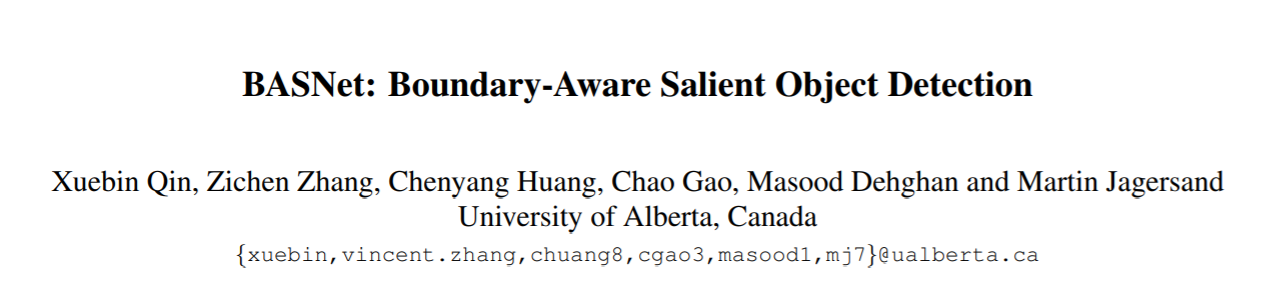 BASNet: Boundary-Aware Salient Object Detection
Xuebin Qin, Zichen Zhang, Chenyang Huang, Chao Gao, Masood Dehghan and Martin Jagersand
University of Alberta, Canada
{xuebin,vincent.zhang,chuang8,cgao3,masood1,mj7}@ualberta.ca